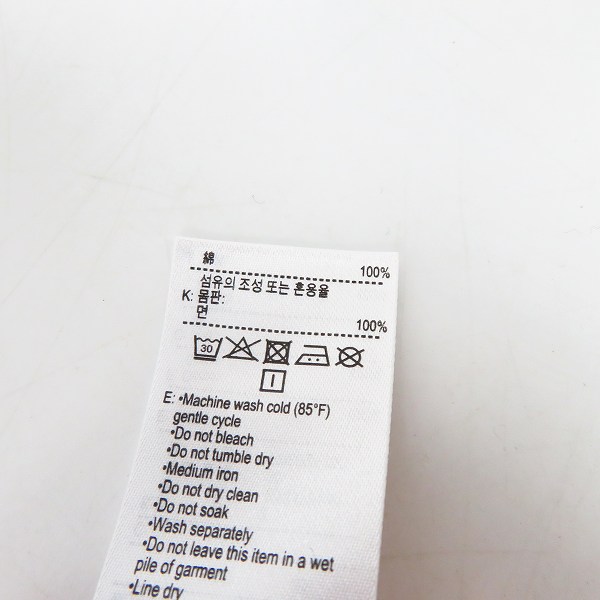 綿 100%
섬유의 조성 또는 혼용율
K: 몸판:
면 100%
30
E: •Machine wash cold (85°F)
gentle cycle
•Do not bleach
•Do not tumble dry
•Medium iron
•Do not dry clean
•Do not soak
•Wash separately
•Do not leave this item in a wet
pile of garment
•Line dry